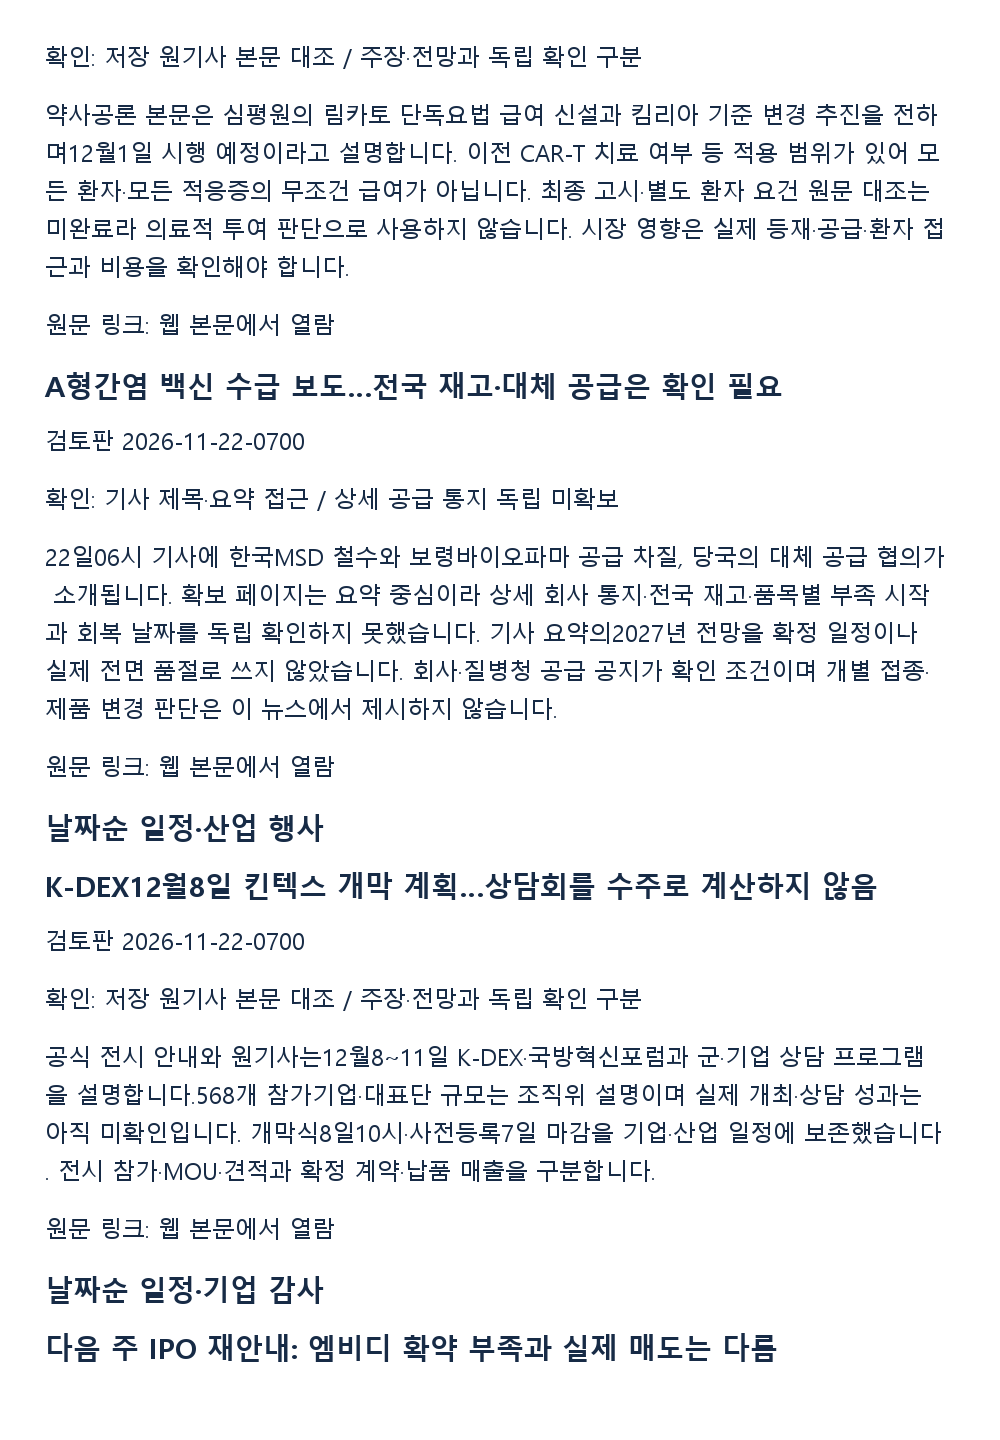 확인: 저장 원기사 본문 대조 / 주장·전망과 독립 확인 구분
약사공론 본문은 심평원의 림카토 단독요법 급여 신설과 킴리아 기준 변경 추진을 전하
며12월1일 시행 예정이라고 설명합니다. 이전 CAR-T 치료 여부 등 적용 범위가 있어 모
든 환자·모든 적응증의 무조건 급여가 아닙니다. 최종 고시·별도 환자 요건 원문 대조는
미완료라 의료적 투여 판단으로 사용하지 않습니다. 시장 영향은 실제 등재·공급·환자 접
근과 비용을 확인해야 합니다.
원문 링크: 웹 본문에서 열람
A형간염 백신 수급 보도…전국 재고·대체 공급은 확인 필요
검토판 2026-11-22-0700
확인: 기사 제목·요약 접근 / 상세 공급 통지 독립 미확보
22일06시 기사에 한국MSD 철수와 보령바이오파마 공급 차질, 당국의 대체 공급 협의가
소개됩니다. 확보 페이지는 요약 중심이라 상세 회사 통지·전국 재고·품목별 부족 시작
과 회복 날짜를 독립 확인하지 못했습니다. 기사 요약의2027년 전망을 확정 일정이나
실제 전면 품절로 쓰지 않았습니다. 회사·질병청 공급 공지가 확인 조건이며 개별 접종·
제품 변경 판단은 이 뉴스에서 제시하지 않습니다.
원문 링크: 웹 본문에서 열람
날짜순 일정·산업 행사
K-DEX12월8일 킨텍스 개막 계획…상담회를 수주로 계산하지 않음
검토판 2026-11-22-0700
확인: 저장 원기사 본문 대조 / 주장·전망과 독립 확인 구분
공식 전시 안내와 원기사는12월8~11일 K-DEX·국방혁신포럼과 군·기업 상담 프로그램
을 설명합니다.568개 참가기업·대표단 규모는 조직위 설명이며 실제 개최·상담 성과는
아직 미확인입니다. 개막식8일10시·사전등록7일 마감을 기업·산업 일정에 보존했습니다
. 전시 참가·MOU·견적과 확정 계약·납품 매출을 구분합니다.
원문 링크: 웹 본문에서 열람
날짜순 일정·기업 감사
다음 주 IPO 재안내: 엠비디 확약 부족과 실제 매도는 다름